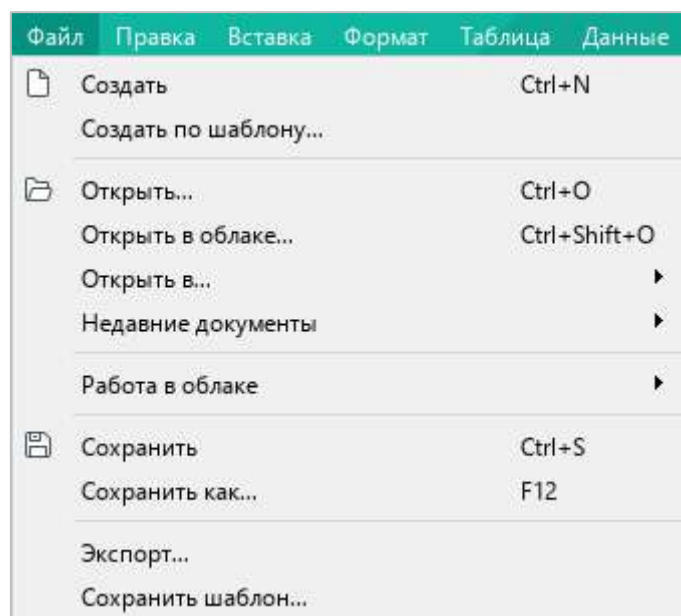 Файл Правка Вставка Формат Таблица Данные
Создать Ctrl+N
Создать по шаблону...
Открыть... Ctrl+O
Открыть в облаке... Ctrl+Shift+O
Открыть в...
Недавние документы
Работа в облаке
Сохранить Ctrl+S
Сохранить как... F12
Экспорт...
Сохранить шаблон...